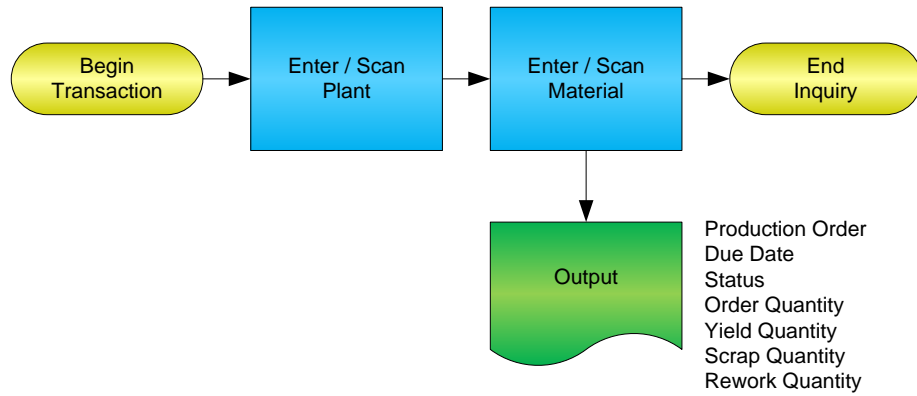 Begin
Transaction
Enter / Scan
Plant
Enter / Scan
Material
End
Inquiry
Output
Production Order
Due Date
Status
Order Quantity
Yield Quantity
Scrap Quantity
Rework Quantity